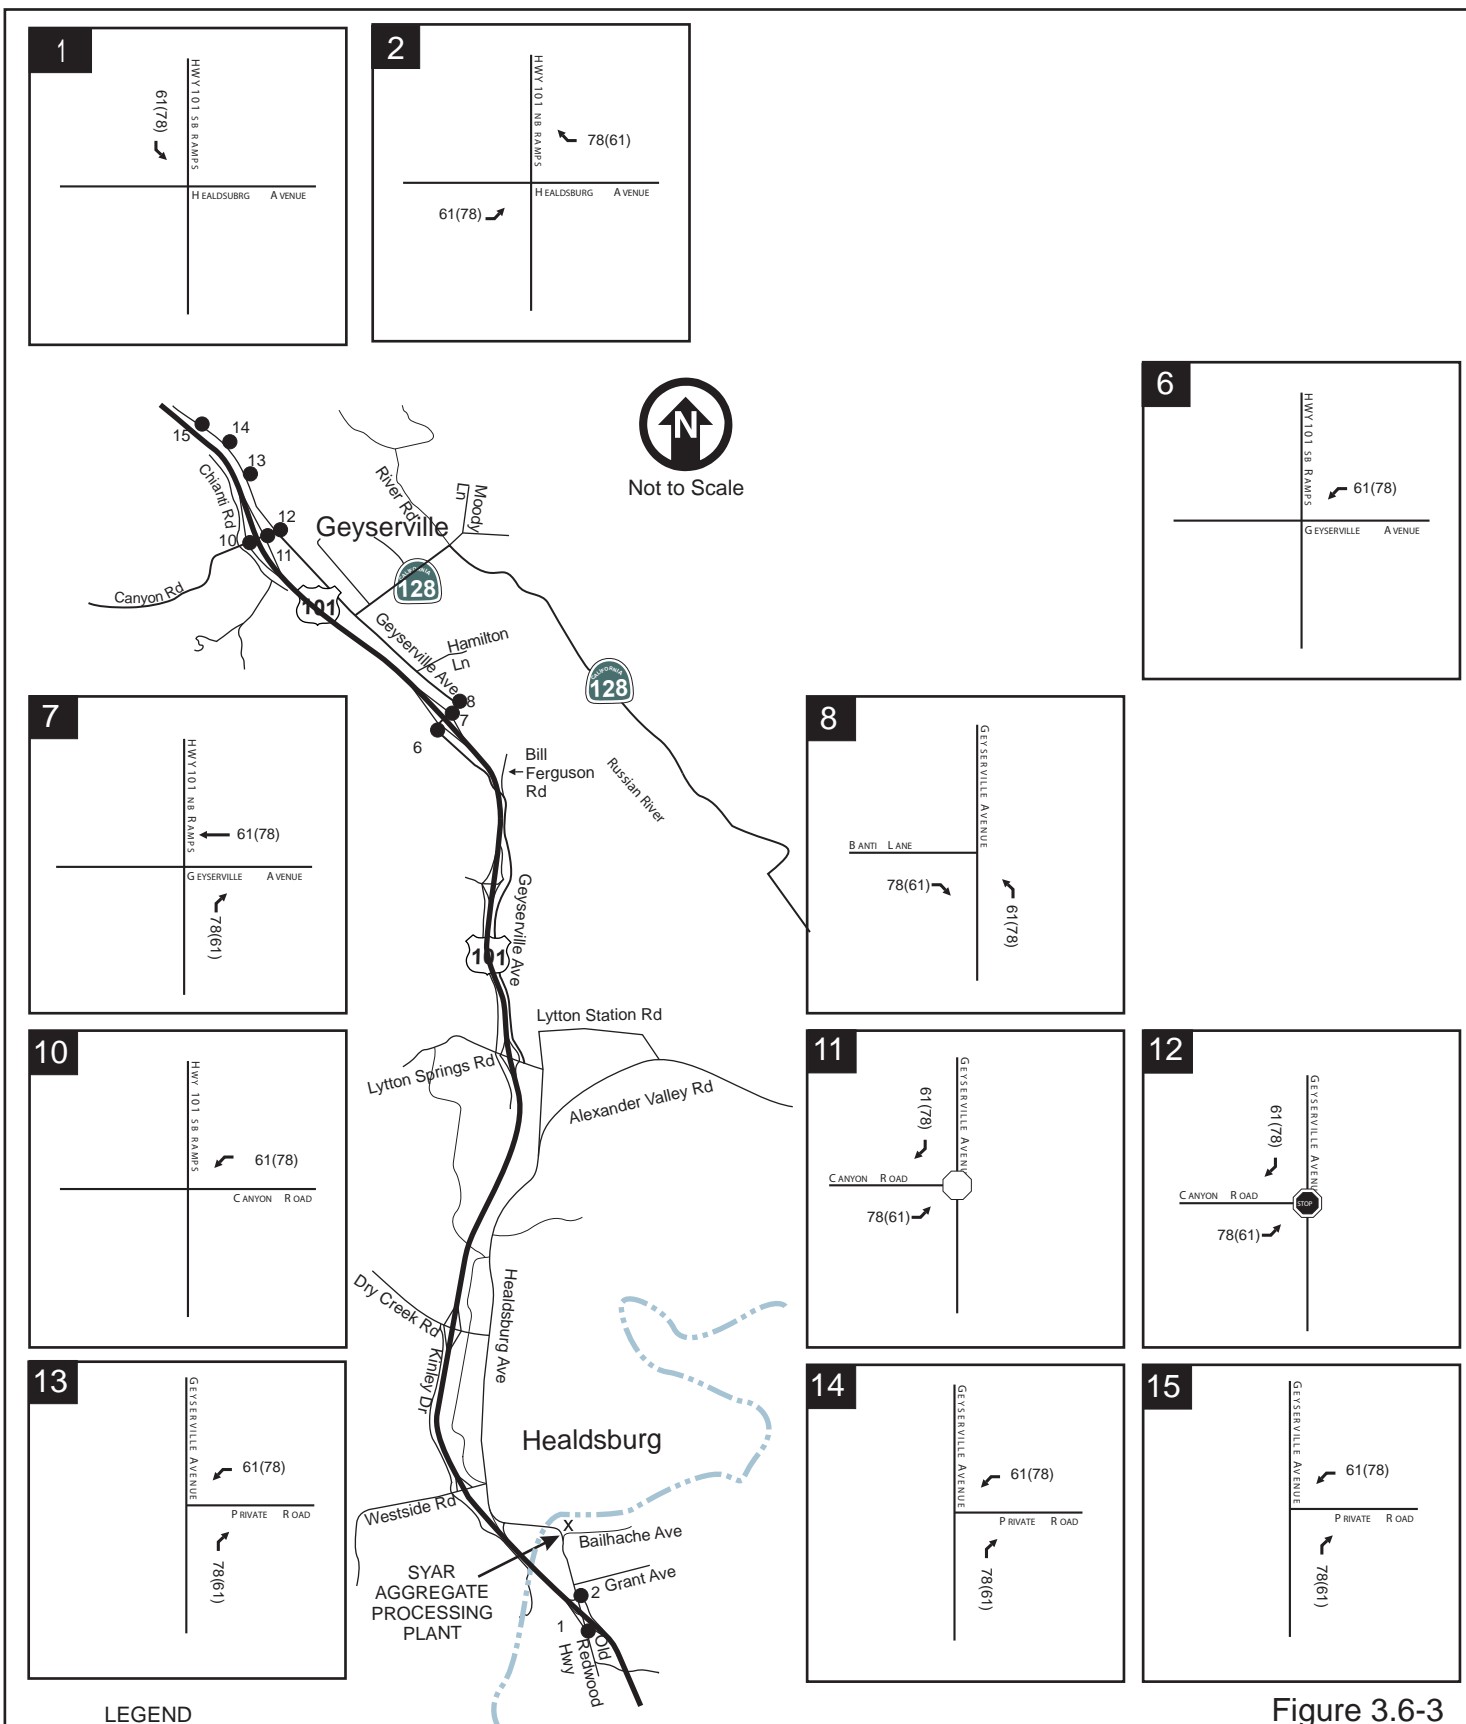 1
HWY 101 SB RAMPS
61(78)
HEALDSUBRG AVENUE
2
HWY 101 NB RAMPS
78(61)
HEALDSBURG AVENUE
61(78)
6
HWY 101 SB RAMPS
61(78)
GEYSERVILLE AVENUE
N
Not to Scale
15
14
13
12
10
11
Chianti Rd
Canyon Rd
Geyserville
River Rd
Moody
Ln
CALIFORNIA
128
101
Geyserville Ave
Hamilton
Ln
CALIFORNIA
128
8
7
6
Bill
Ferguson
Rd
Russian River
7
HWY 101 NB RAMPS
61(78)
GEYSERVILLE AVENUE
78(61)
8
GEYSERVILLE AVENUE
BANTI LANE
78(61)
61(78)
Geyserville Ave
101
Lytton Station Rd
Lytton Springs Rd
Alexander Valley Rd
10
HWY 101 SB RAMPS
61(78)
CANYON ROAD
11
GEYSERVILLE AVENU
61(78)
CANYON ROAD
78(61)
12
GEYSERVILLE AVENU
61(78)
CANYON ROAD
STOP
78(61)
Dry Creek Rd
Kinley Dr
Healdsburg Ave
Healdsburg
Westside Rd
X
Bailhache Ave
SYAR
AGGREGATE
PROCESSING
PLANT
2
Grant Ave
1
Old
Redwood
Hwy
13
GEYSERVILLE AVENUE
61(78)
PRIVATE ROAD
78(61)
14
GEYSERVILLE AVENUE
61(78)
PRIVATE ROAD
78(61)
15
GEYSERVILLE AVENUE
61(78)
PRIVATE ROAD
78(61)
LEGEND
Figure 3.6-3